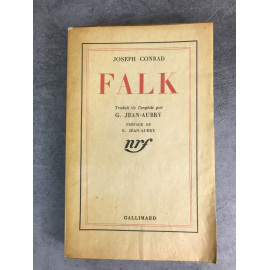 JOSEPH CONRAD
FALK
Traduit de l'anglais par
G. JEAN-AUBRY
PRÉFACE DE
G. JEAN-AUBRY
nrf
GALLIMARD